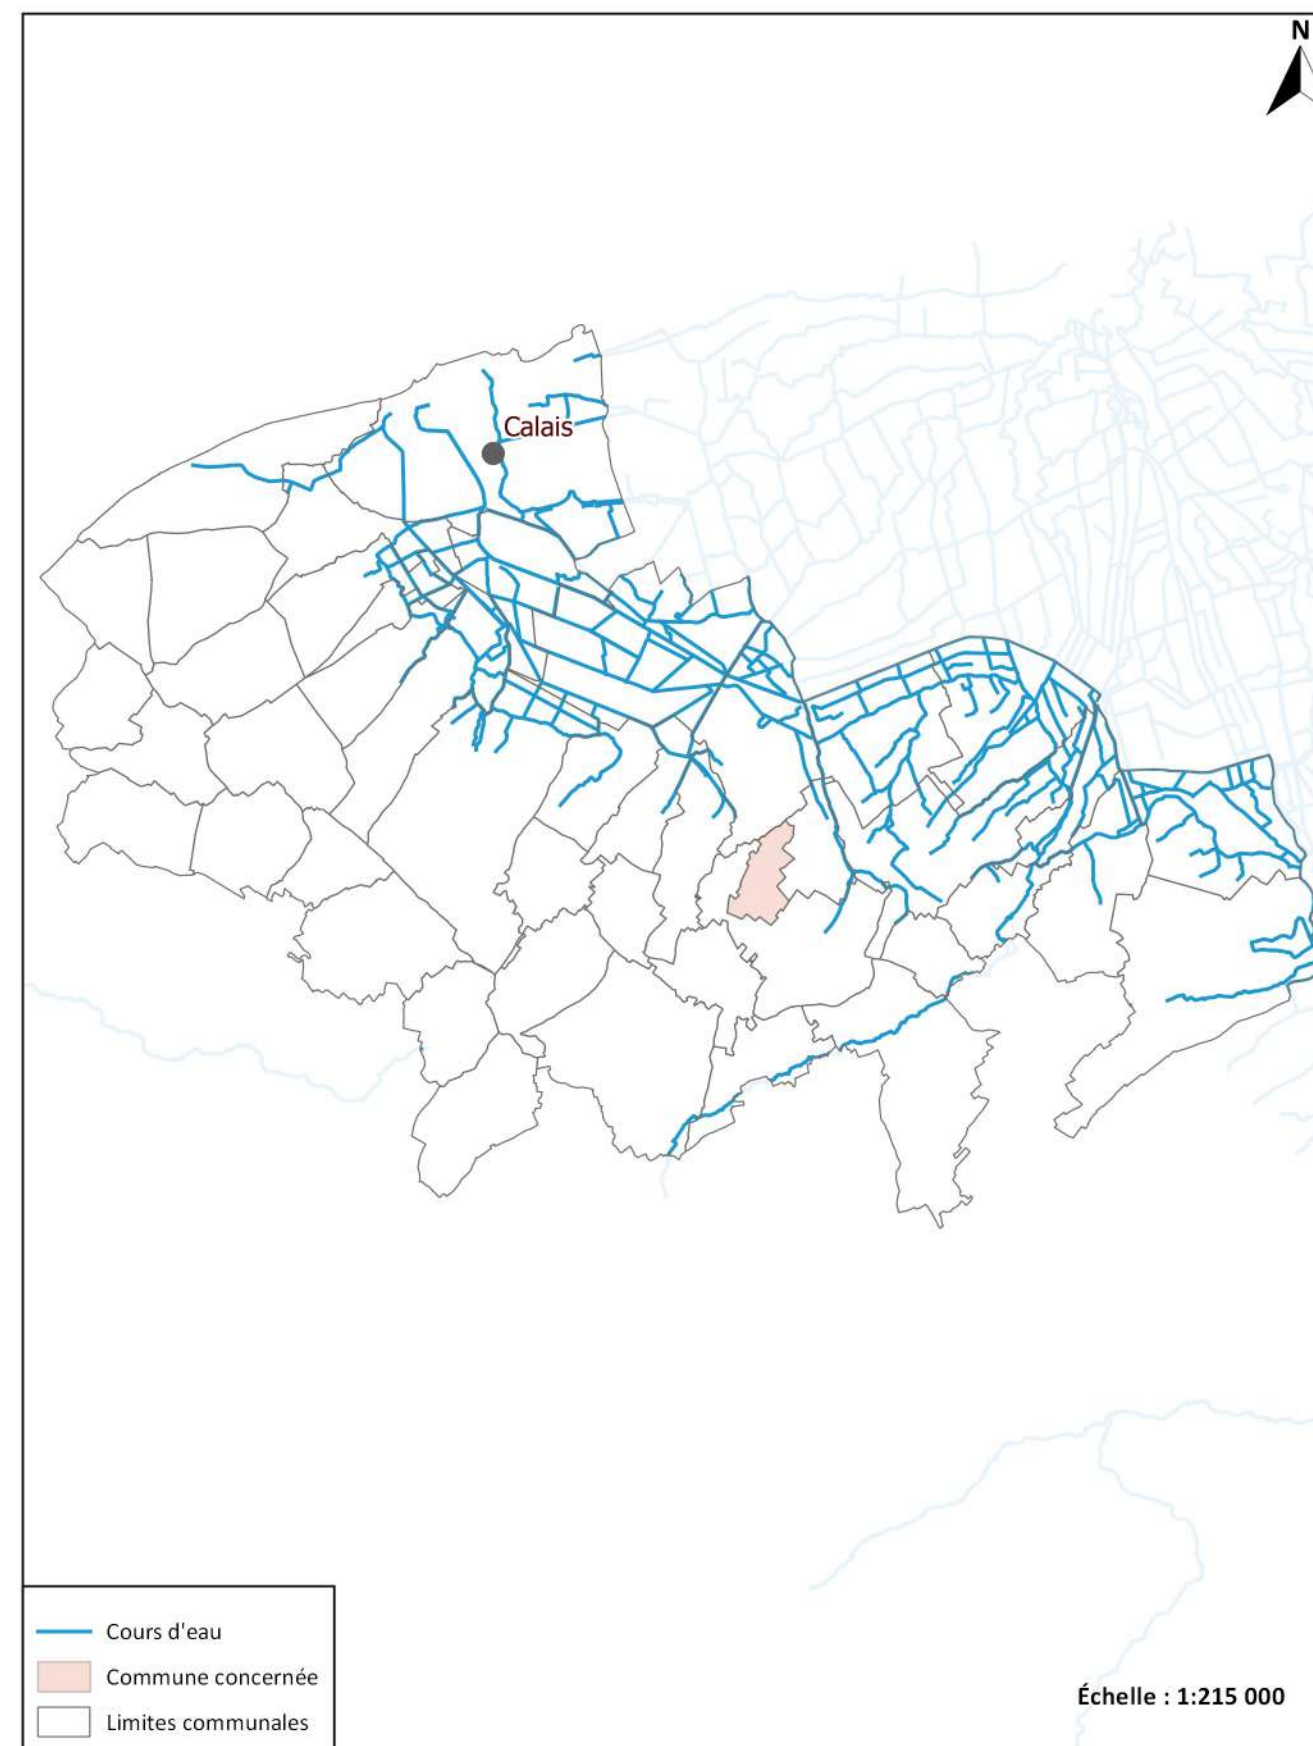 N
Calais
Cours d'eau
Commune concernée
Limites communales
Échelle : 1:215 000